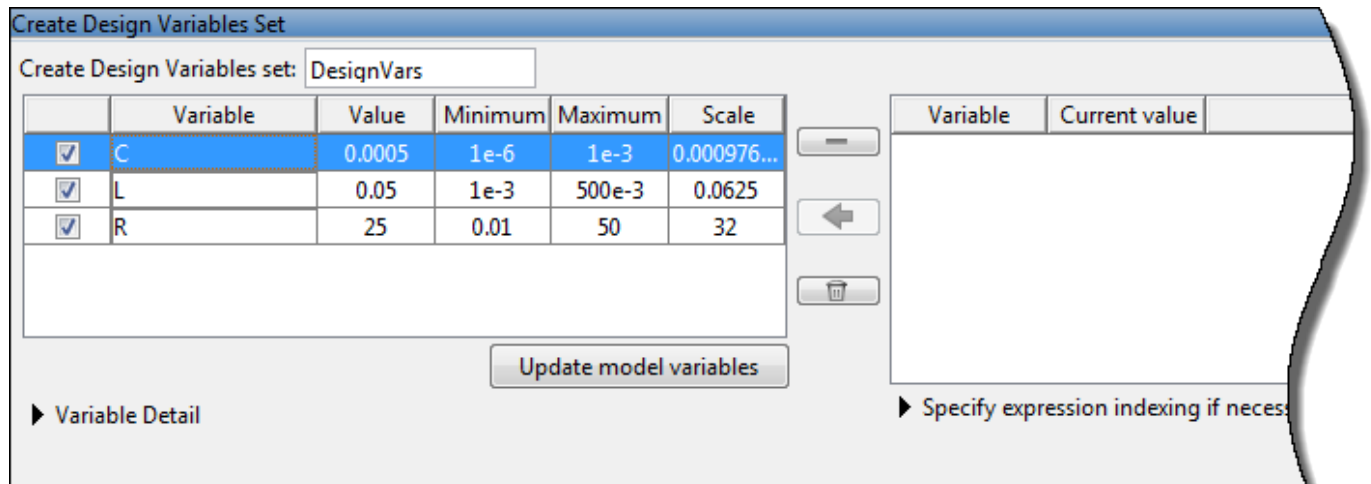 Create Design Variables Set
Create Design Variables set: DesignVars
Variable Value Minimum Maximum Scale
C 0.0005 1e-6 1e-3 0.000976...
L 0.05 1e-3 500e-3 0.0625
R 25 0.01 50 32
Update model variables
Variable Detail
Variable Current value
Specify expression indexing if